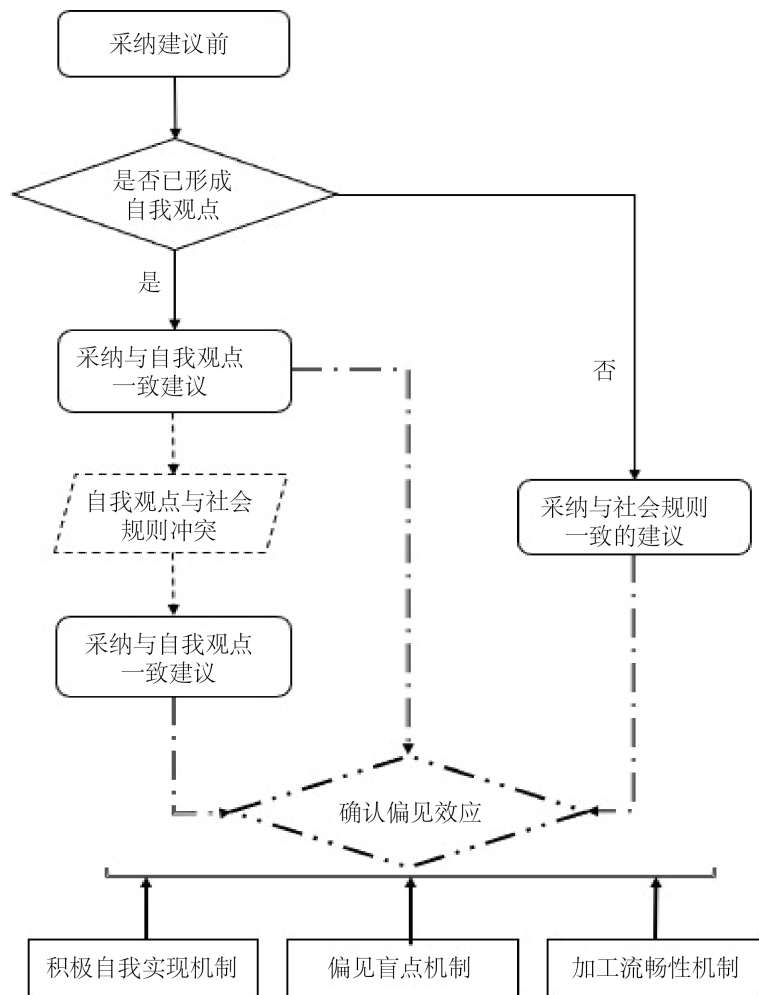 采纳建议前
是否已形成
自我观点
是
采纳与自我观点
一致建议
否
自我观点与社会
规则冲突
采纳与社会规则
一致的建议
采纳与自我观点
一致建议
确认偏见效应
积极自我实现机制
偏见盲点机制
加工流畅性机制